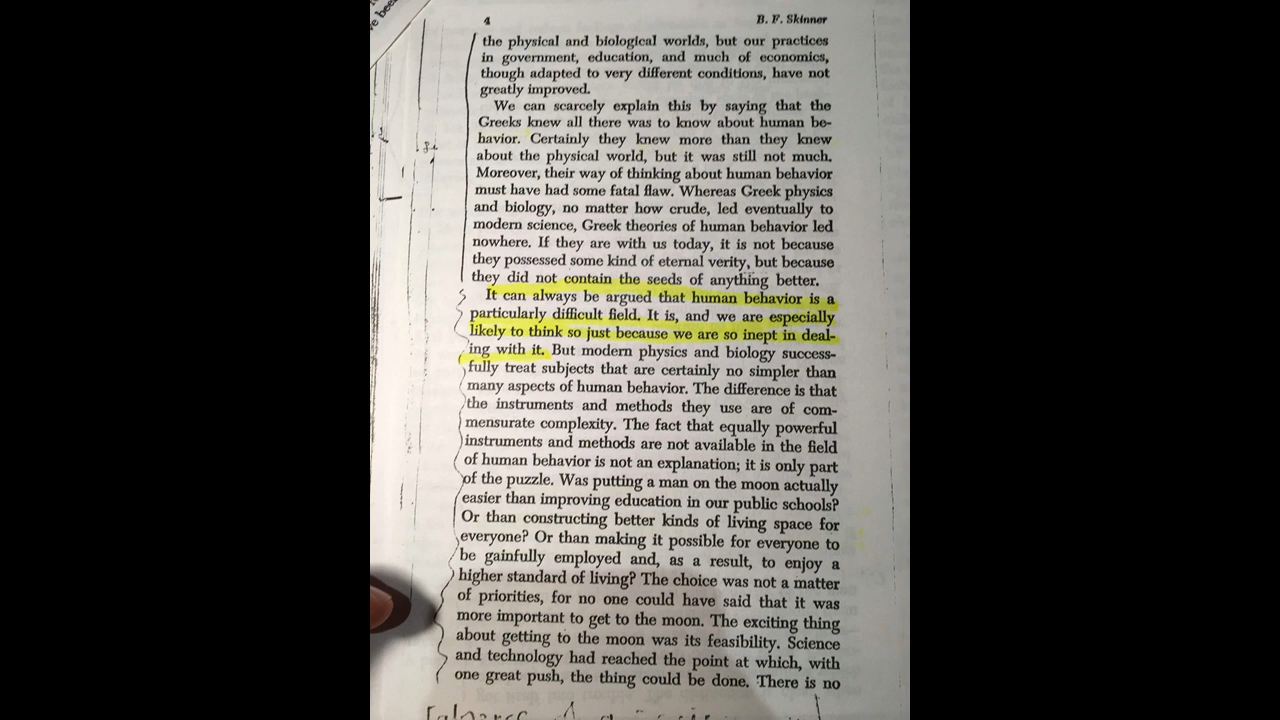 4 B. F. Skinner
the physical and biological worlds, but our practices
in government, education, and much of economics,
though adapted to very different conditions, have not
greatly improved.
We can scarcely explain this by saying that the
Greeks knew all there was to know about human be-
havior. Certainly they knew more than they knew
about the physical world, but it was still not much.
Moreover, their way of thinking about human behavior
must have had some fatal flaw. Whereas Greek physics
and biology, no matter how crude, led eventually to
modern science, Greek theories of human behavior led
nowhere. If they are with us today, it is not because
they possessed some kind of eternal verity, but because
they did not contain the seeds of anything better.
It can always be argued that human behavior is a
particularly difficult field. It is, and we are especially
likely to think so just because we are so inept in deal-
ing with it. But modern physics and biology success-
fully treat subjects that are certainly no simpler than
many aspects of human behavior. The difference is that
the instruments and methods they use are of com-
mensurate complexity. The fact that equally powerful
instruments and methods are not available in the field
of human behavior is not an explanation; it is only part
of the puzzle. Was putting a man on the moon actually
easier than improving education in our public schools?
Or than constructing better kinds of living space for
everyone? Or than making it possible for everyone to
be gainfully employed and, as a result, to enjoy a
higher standard of living? The choice was not a matter
of priorities, for no one could have said that it was
more important to get to the moon. The exciting thing
about getting to the moon was its feasibility. Science
and technology had reached the point at which, with
one great push, the thing could be done. There is no